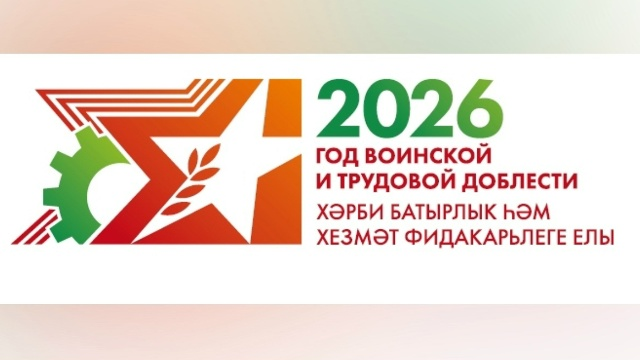 2026
ГОД ВОИНСКОЙ
И ТРУДОВОЙ ДОБЛЕСТИ
ХӘРБИ БАТЫРЛЫК ҺӘМ
ХЕЗМӘТ ФИДАКАРЬЛЕГЕ ЕЛЫ